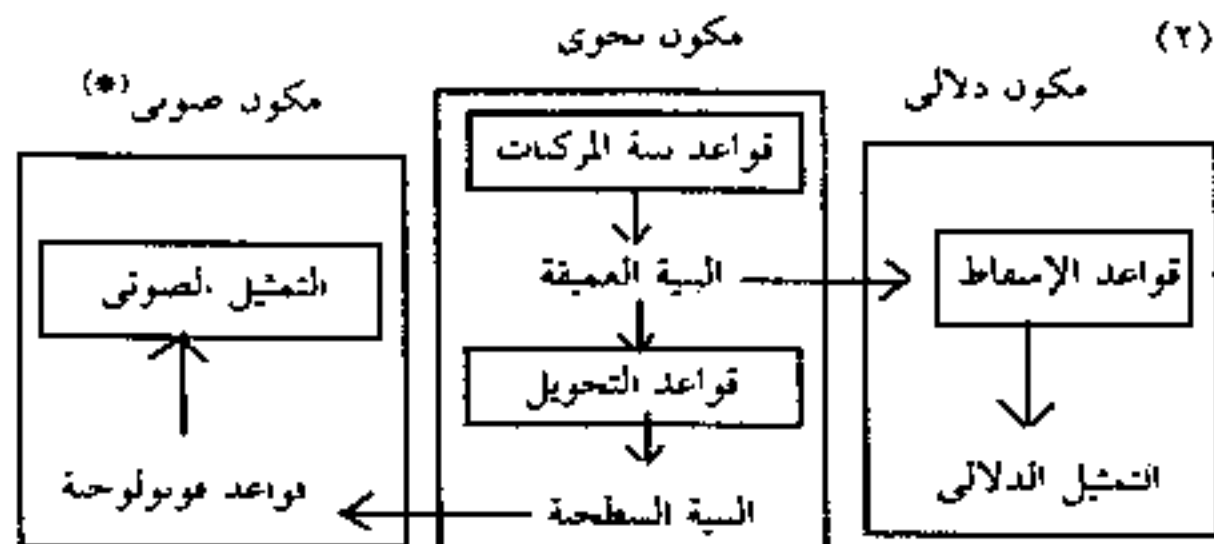 (٢)
مكون دلالى
قواعد الإسقاط
التمثيل الدلالى
مكون نحوى
قواعد بنية المركبات
البنية العميقة
قواعد التحويل
البنية السطحية
مكون صوتى (*)
التمثيل الصوتى
قواعد فونولوجية